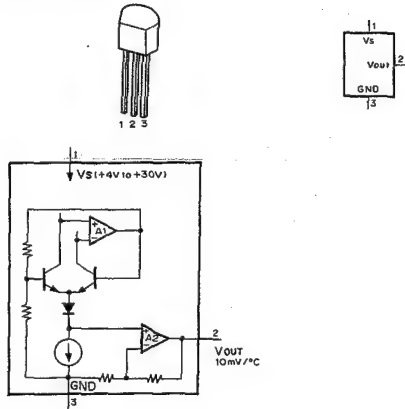 1
Vs
Vout
2
GND
3
1 2 3
1
Vs(+4V to +30V)
+
A1
-
+
A2
-
2
VOUT
10mV/°C
GND
3